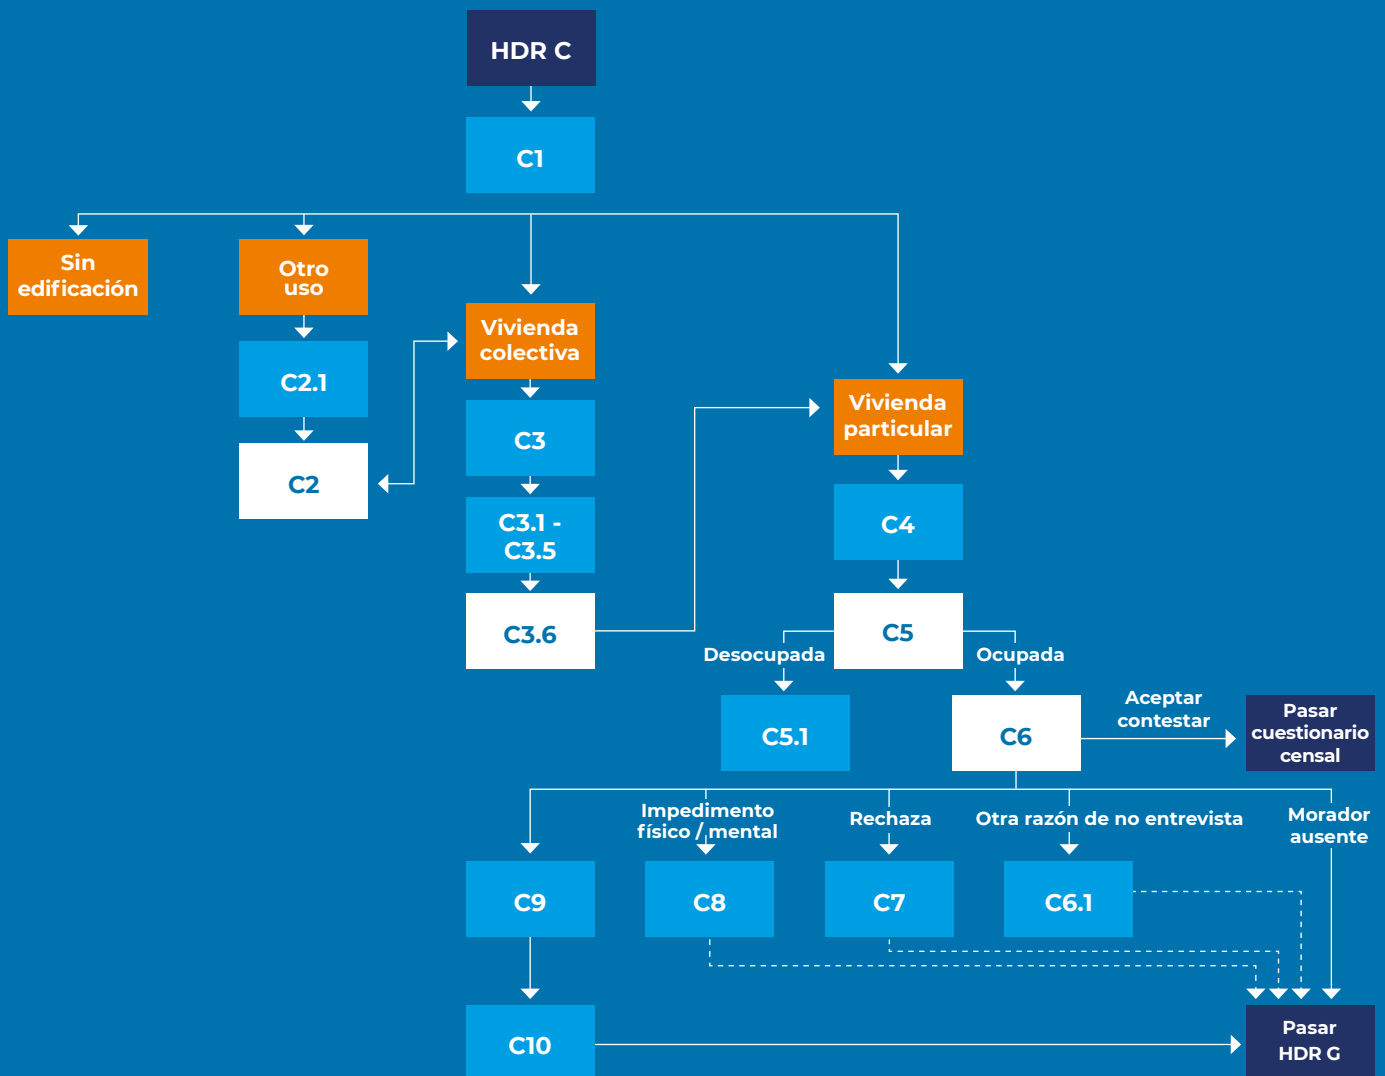 HDR C
C1
Sin
edificación
Otro
uso
Vivienda
colectiva
Vivienda
particular
C2.1
C2
C3
C3.1 -
C3.5
C3.6
C4
C5
Desocupada
Ocupada
C5.1
C6
Aceptar
contestar
Pasar
cuestionario
censal
Impedimento
físico / mental
Rechaza
Otra razón de no entrevista
Morador
ausente
C9
C8
C7
C6.1
C10
Pasar
HDR G